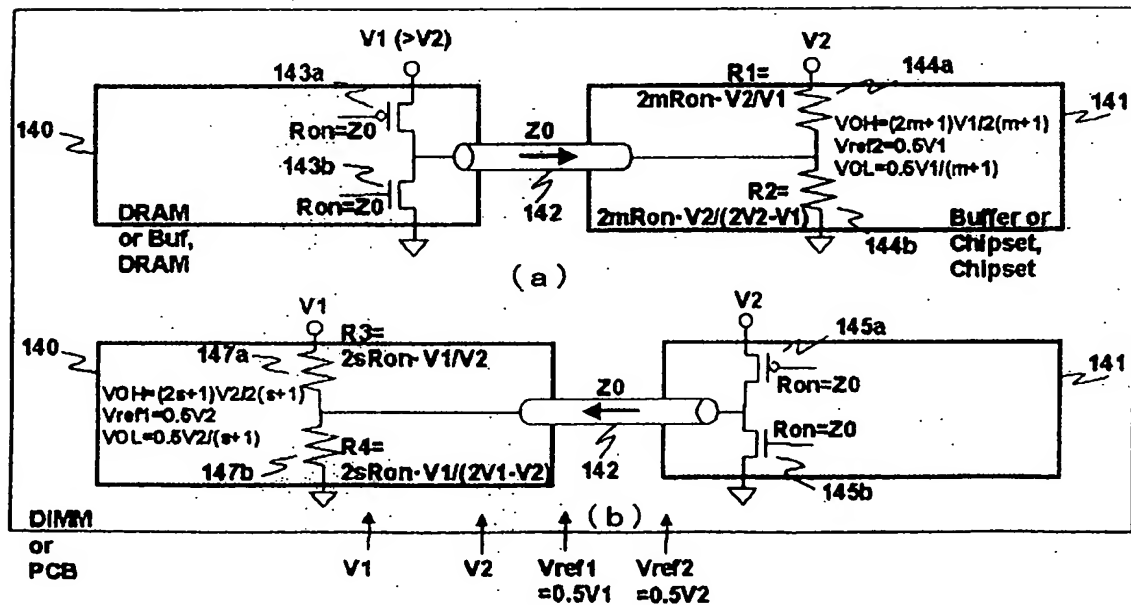 V1 (>V2)
V2
143a
R1=
2mRon·V2/V1
144a
140
Ron=Z0
Z0
VOH=(2m+1)V1/2(m+1)
Vref2=0.5V1
VOL=0.5V1/(m+1)
141
143b
Ron=Z0
142
R2=
2mRon·V2/(2V2-V1)
DRAM
or Buf,
DRAM
144b
Buffer or
Chipset,
Chipset
(a)
V1
V2
140
147a
R3=
2sRon·V1/V2
145a
141
VOH=(2s+1)V2/2(s+1)
Vref1=0.5V2
VOL=0.5V2/(s+1)
Z0
Ron=Z0
Ron=Z0
147b
R4=
2sRon·V1/(2V1-V2)
142
145b
(b)
DIMM
or
PCB
V1
V2
Vref1
=0.5V1
Vref2
=0.5V2